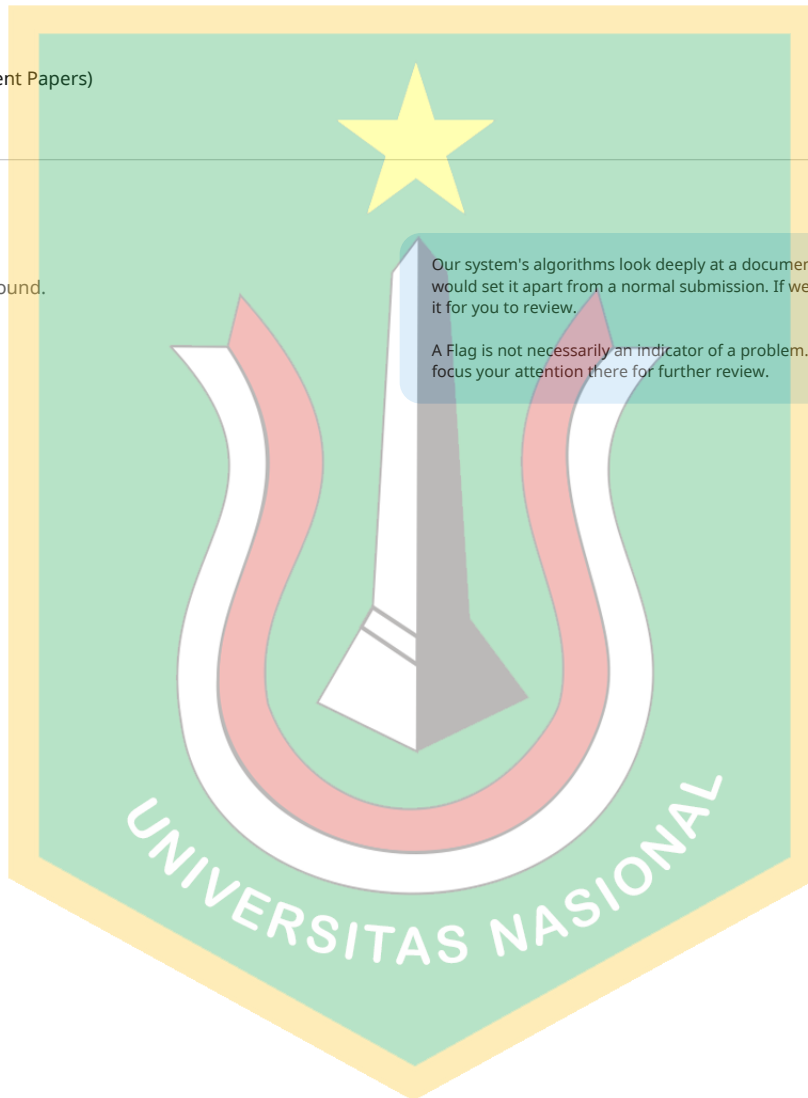 ent Papers)
ound.
Our system's algorithms look deeply at a documen
would set it apart from a normal submission. If we
it for you to review.
A Flag is not necessarily an indicator of a problem.
focus your attention there for further review.
UNIVERSITAS NASIONAL